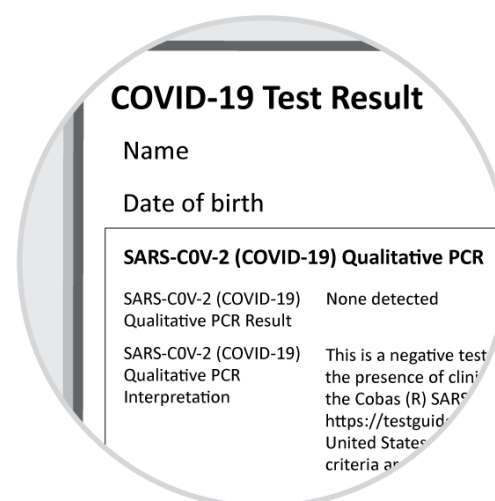 COVID-19 Test Result
Name
Date of birth
SARS-C0V-2 (COVID-19) Qualitative PCR
SARS-C0V-2 (COVID-19) None detected
Qualitative PCR Result
SARS-C0V-2 (COVID-19) This is a negative test
Qualitative PCR the presence of
Interpretation the Cobas (R)
United
criteria